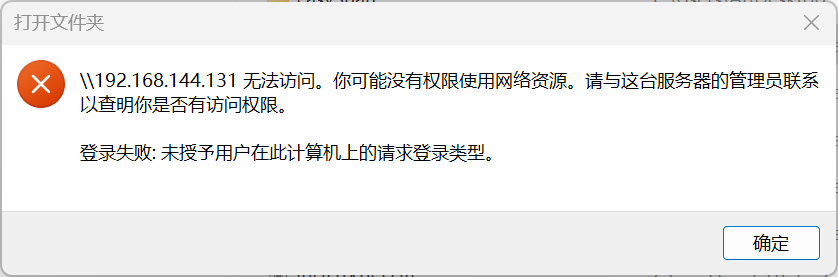 打开文件夹
\\192.168.144.131 无法访问。你可能没有权限使用网络资源。请与这台服务器的管理员联系
以查明你是否有访问权限。
登录失败: 未授予用户在此计算机上的请求登录类型。
确定